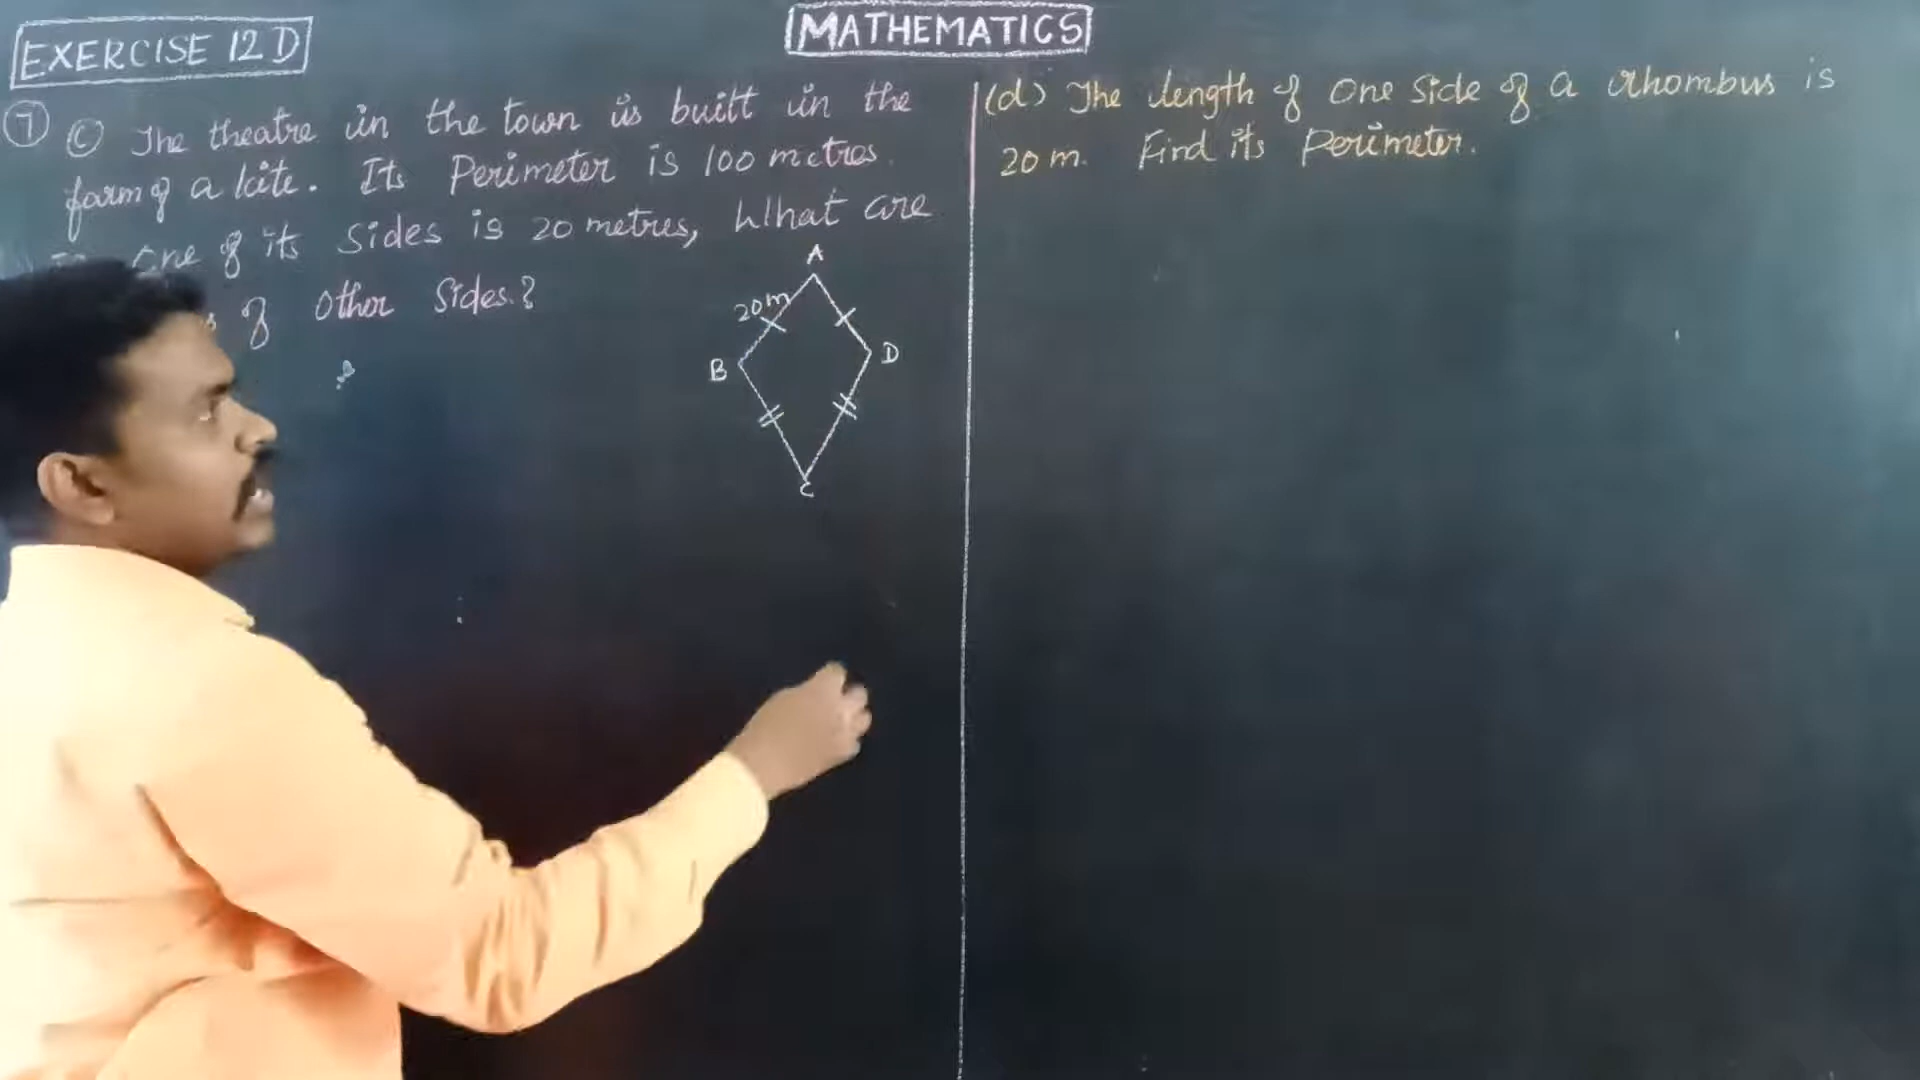 EXERCISE 12 D
MATHEMATICS
7 (c) The theatre in the town is built in the
form of a kite. Its Perimeter is 100 metres.
one of its Sides is 20 metres, What are
of Other Sides?
A
20m
B
D
C
(d) The length of One Side of a rhombus is
20 m. Find its Perimeter.